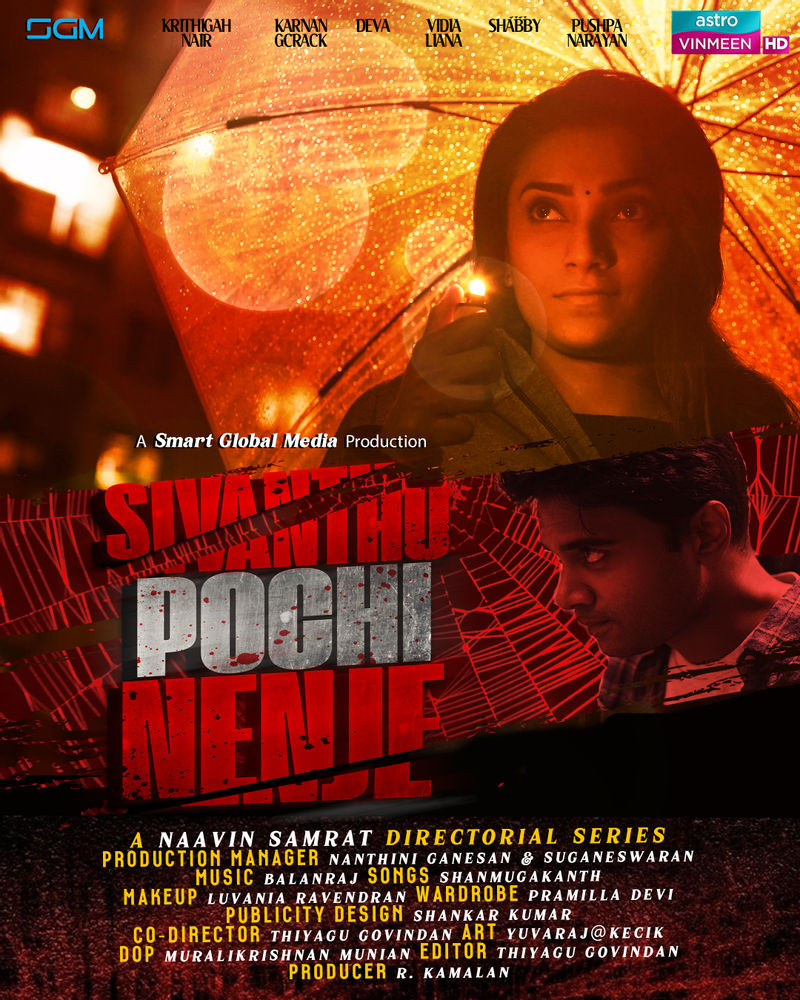 SGM
KRITHIGAH NAIR
KARNAN GCRACK
DEVA
VIDIA LIANA
SHABBY
PUSHPA NARAYAN
astro
VINMEEN HD
A Smart Global Media Production
SIVANTHU
POCHI
NENJE
A NAAVIN SAMRAT DIRECTORIAL SERIES
PRODUCTION MANAGER NANTHINI GANESAN & SUGANESWARAN
MUSIC BALANRAJ SONGS SHANMUGAKANTH
MAKEUP LUVANIA RAVENDRAN WARDROBE PRAMILLA DEVI
PUBLICITY DESIGN SHANKAR KUMAR
CO-DIRECTOR THIYAGU GOVINDAN ART YUVARAJ@KECIK
DOP MURALIKRISHNAN MUNIAN EDITOR THIYAGU GOVINDAN
PRODUCER R. KAMALAN